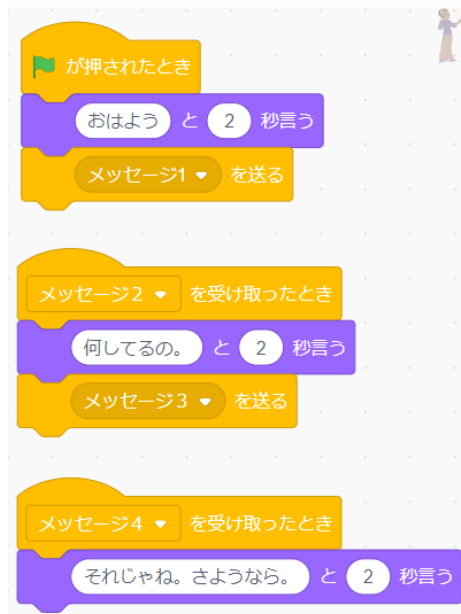 が押されたとき
おはよう と 2 秒言う
メッセージ1 を送る
メッセージ2 を受け取ったとき
何してるの。 と 2 秒言う
メッセージ3 を送る
メッセージ4 を受け取ったとき
それじゃね。さようなら。 と 2 秒言う